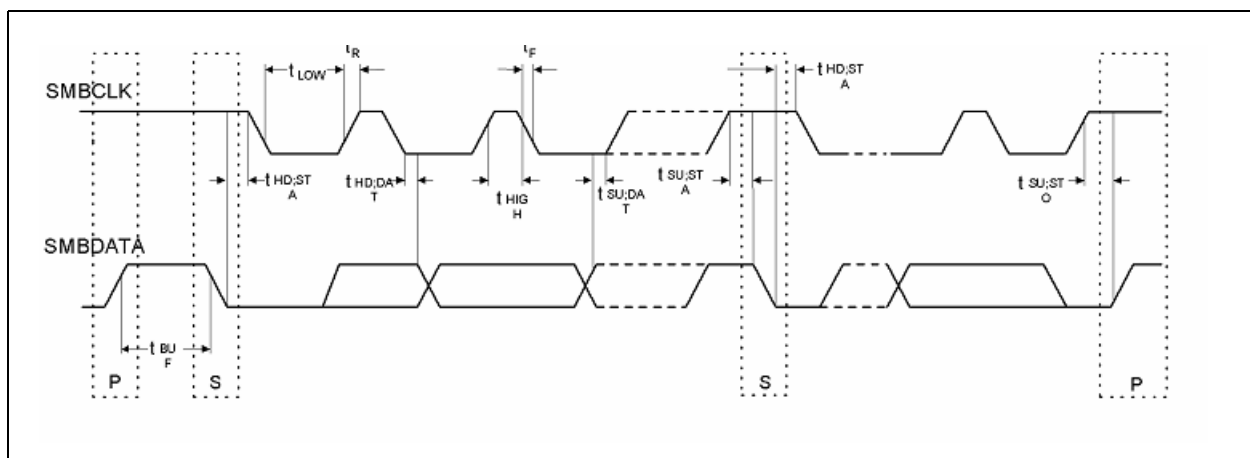 t R
t F
t LOW
t HD;ST
A
SMBCLK
t HD;ST
A
t HD;DA
T
t HIG
H
t SU;DA
T
t SU;ST
A
t SU;ST
O
SMBDATA
t BU
F
P
S
S
P